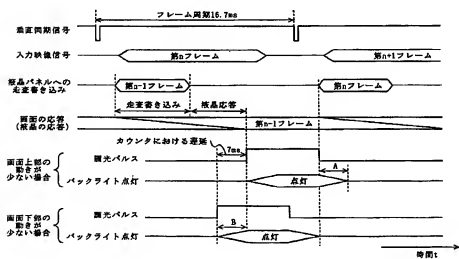 フレーム周期16.7ms
垂直同期信号
入力映像信号
第nフレーム
第n+1フレーム
液晶パネルへの
走査書き込み
第n-1フレーム
第nフレーム
走査書き込み
液晶応答
画面の応答
(液晶の応答)
第n-1フレーム
カウンタにおける遅延
7ms
画面上部の
動きが
少ない場合
調光パルス
A
バックライト点灯
点灯
画面下部の
動きが
少ない場合
調光パルス
B
バックライト点灯
点灯
時間t